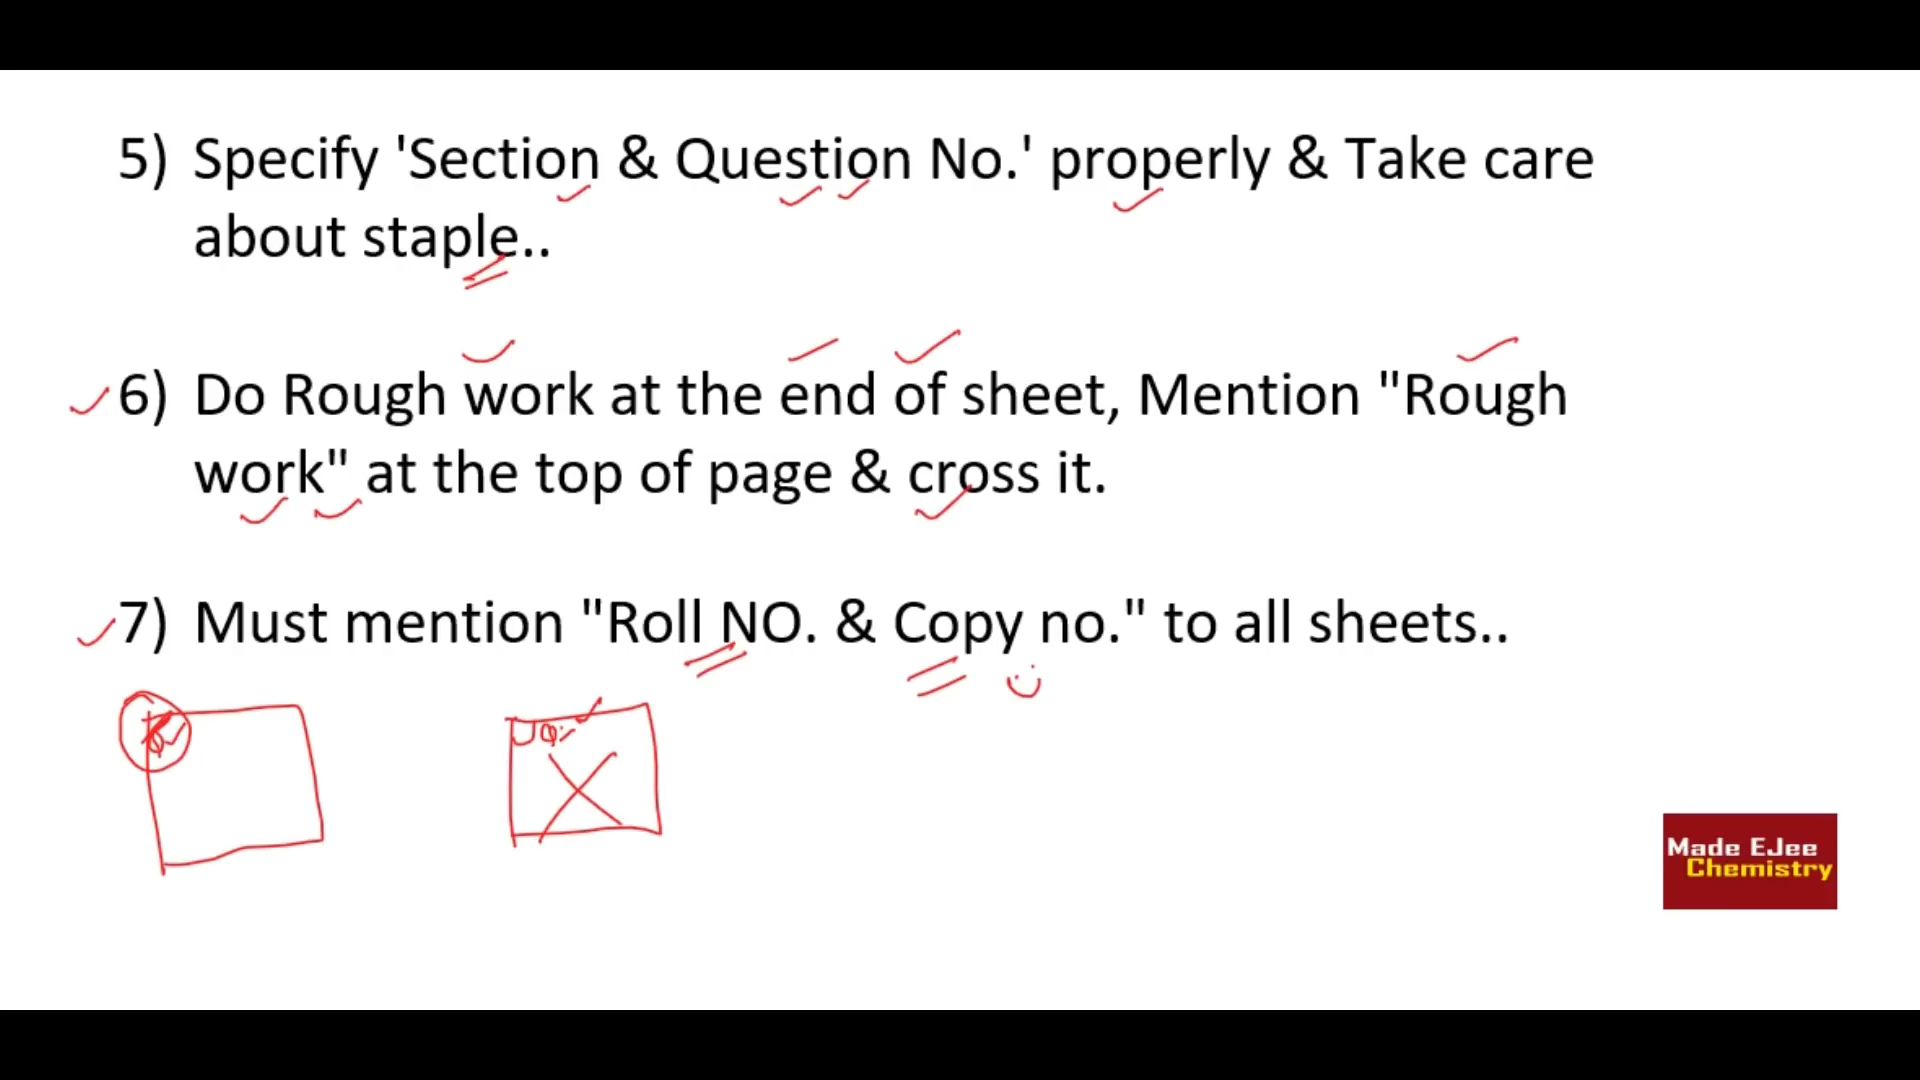 5) Specify 'Section & Question No.' properly & Take care
about staple..
6) Do Rough work at the end of sheet, Mention "Rough
work" at the top of page & cross it.
7) Must mention "Roll NO. & Copy no." to all sheets..
Made EJee
Chemistry